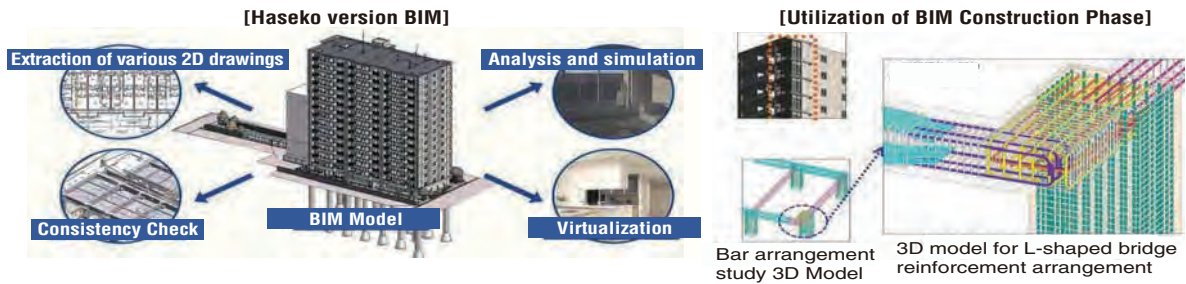 [Haseko version BIM]
Extraction of various 2D drawings
Analysis and simulation
Consistency Check
BIM Model
Virtualization
[Utilization of BIM Construction Phase]
Bar arrangement
study 3D Model
3D model for L-shaped bridge
reinforcement arrangement